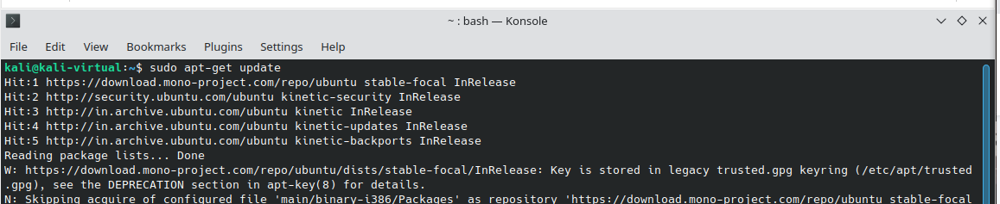 ~ : bash — Konsole
File Edit View Bookmarks Plugins Settings Help
kali@kali-virtual:~$ sudo apt-get update
Hit:1 https://download.mono-project.com/repo/ubuntu stable-focal InRelease
Hit:2 http://security.ubuntu.com/ubuntu kinetic-security InRelease
Hit:3 http://in.archive.ubuntu.com/ubuntu kinetic InRelease
Hit:4 http://in.archive.ubuntu.com/ubuntu kinetic-updates InRelease
Hit:5 http://in.archive.ubuntu.com/ubuntu kinetic-backports InRelease
Reading package lists... Done
W: https://download.mono-project.com/repo/ubuntu/dists/stable-focal/InRelease: Key is stored in legacy trusted.gpg keyring (/etc/apt/trusted
.gpg), see the DEPRECATION section in apt-key(8) for details.
N: Skipping acquire of configured file 'main/binary-i386/Packages' as repository 'https://download.mono-project.com/repo/ubuntu stable-focal